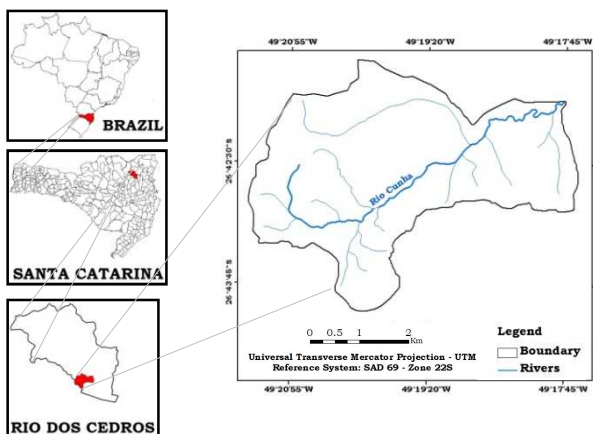 BRAZIL
SANTA CATARINA
RIO DOS CEDROS
49°20'55"W 49°19'20"W 49°17'45"W
26°42'30"S
26°43'45"S
Rio Cunha
0 0.5 1 2
Km
Universal Transverse Mercator Projection - UTM
Reference System: SAD 69 - Zone 22S
Legend
Boundary
Rivers
49°20'55"W 49°19'20"W 49°17'45"W